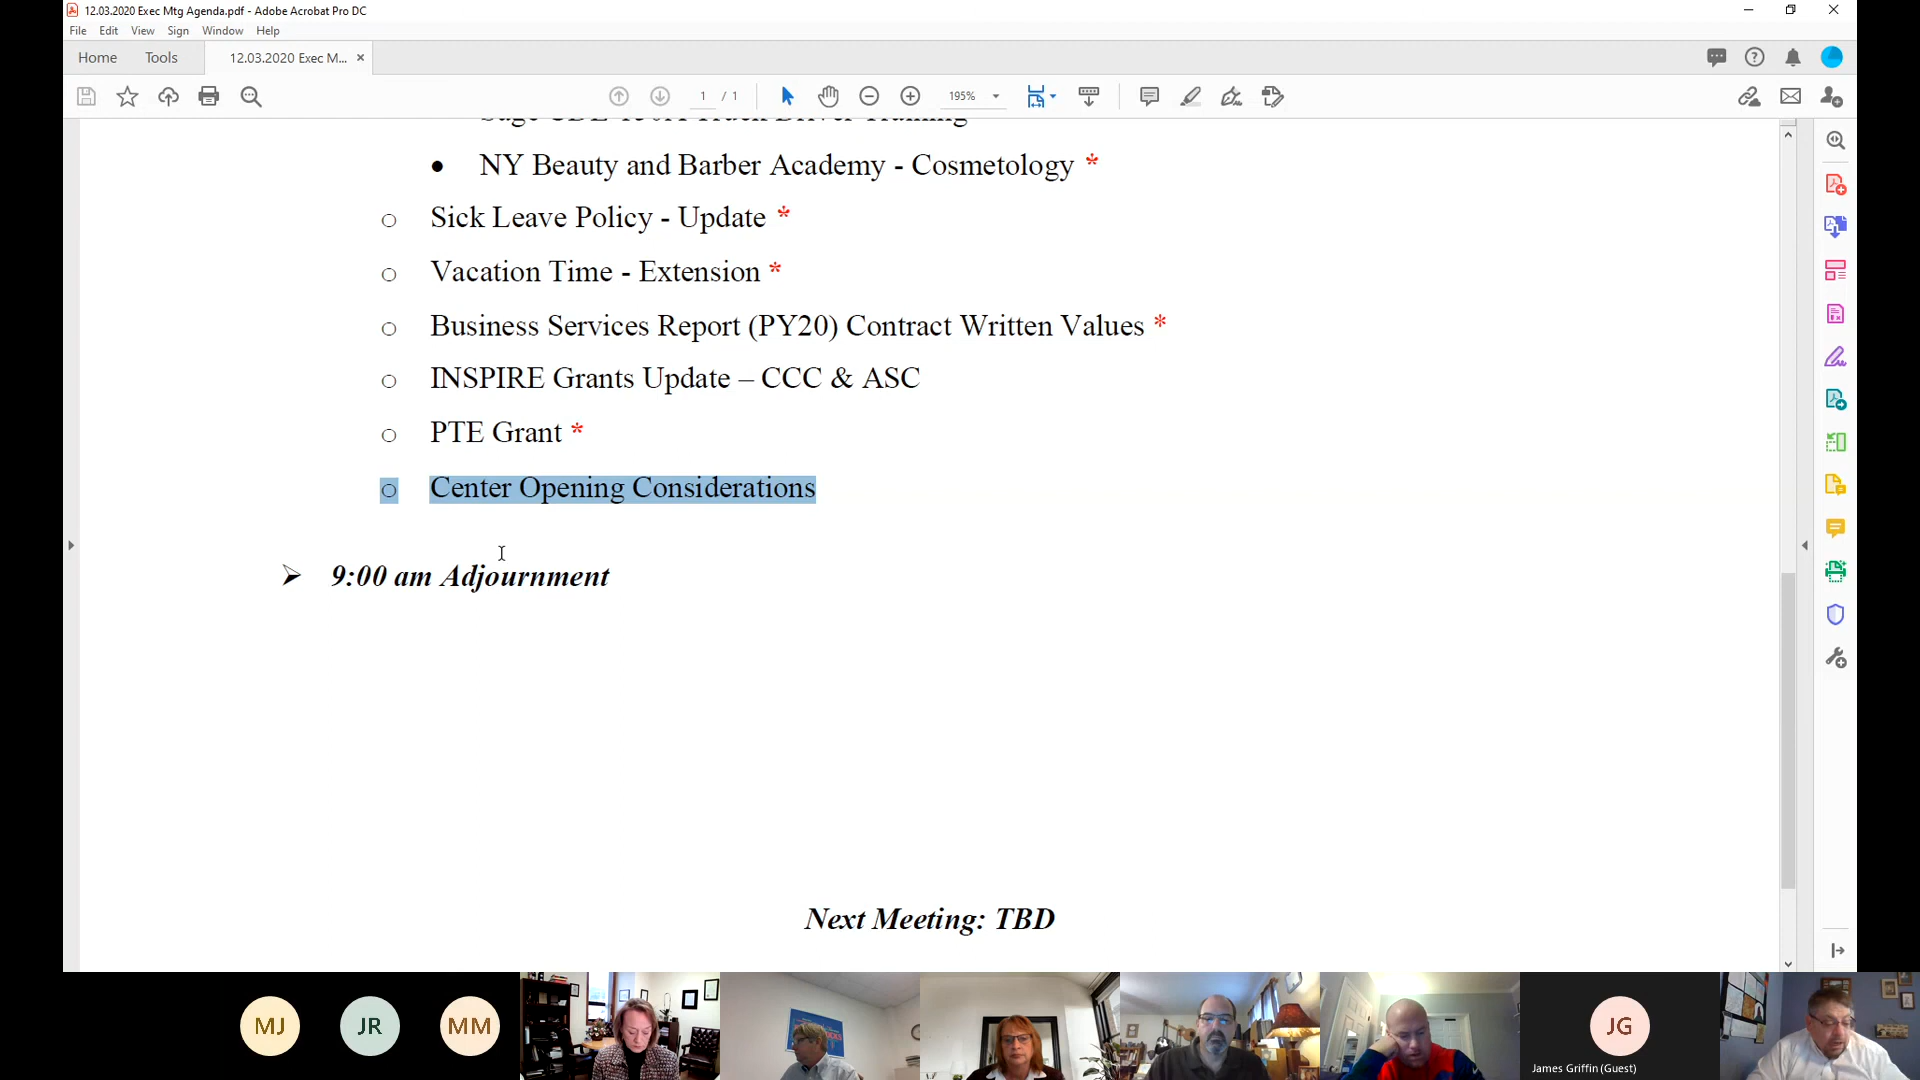 12.03.2020 Exec Mtg Agenda.pdf - Adobe Acrobat Pro DC
File Edit View Sign Window Help
Home Tools 12.03.2020 Exec M... ×
1 / 1 195%
NY Beauty and Barber Academy - Cosmetology *
Sick Leave Policy - Update *
Vacation Time - Extension *
Business Services Report (PY20) Contract Written Values *
INSPIRE Grants Update – CCC & ASC
PTE Grant *
Center Opening Considerations
9:00 am Adjournment
Next Meeting: TBD
MJ JR MM JG
James Griffin (Guest)